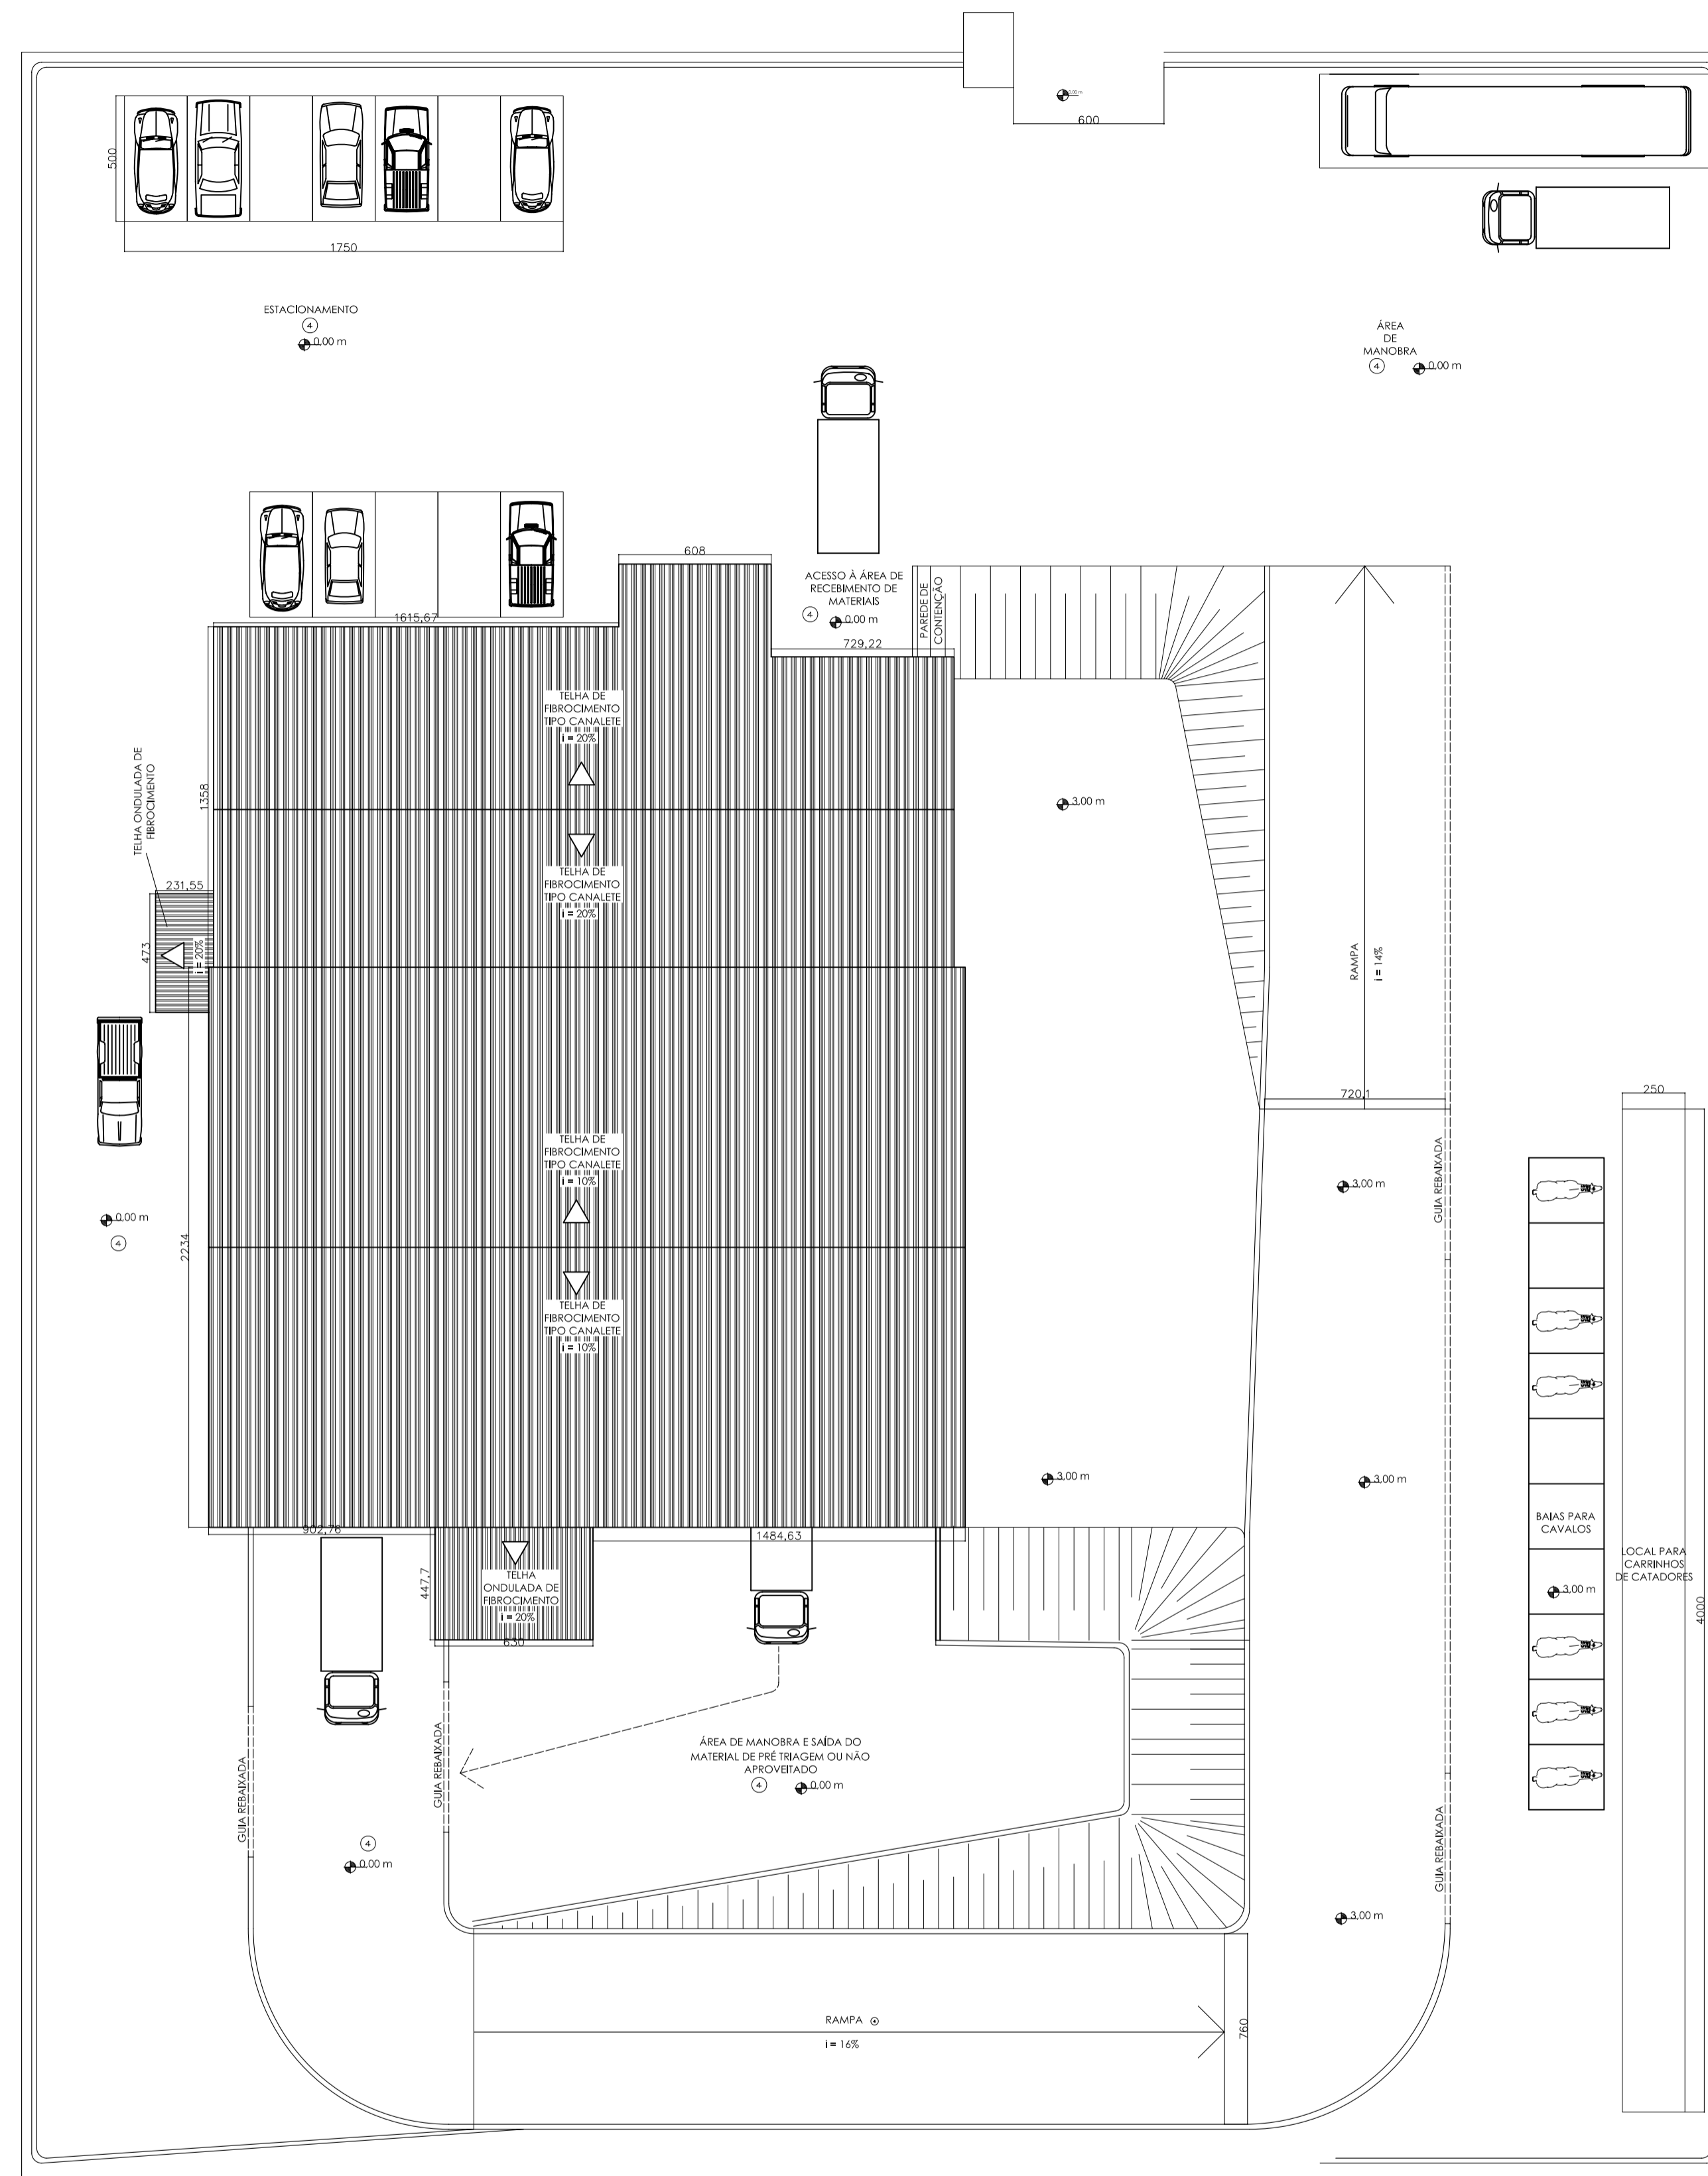 0.00 m
600
500
1750
ESTACIONAMENTO
4
0.00 m
ÁREA
DE
MANOBRA
4
0.00 m
608
ACESSO À ÁREA DE
RECEBIMENTO DE
MATERIAIS
4
0.00 m
PAREDE DE
CONTENÇÃO
1615,67
729,22
TELHA DE
FIBROCIMENTO
TIPO CANALETE
i = 20%
1358
TELHA ONDULADA DE
FIBROCIMENTO
3.00 m
TELHA DE
FIBROCIMENTO
TIPO CANALETE
i = 20%
231,55
473
i = 20%
RAMPA
i = 14%
720,1
250
TELHA DE
FIBROCIMENTO
TIPO CANALETE
i = 10%
GUIA REBAIXADA
3.00 m
0.00 m
4
2234
TELHA DE
FIBROCIMENTO
TIPO CANALETE
i = 10%
3.00 m
3.00 m
BAIAS PARA
CAVALOS
3.00 m
LOCAL PARA
CARRINHOS
DE CATADORES
4000
902,76
1484,63
447,7
TELHA
ONDULADA DE
FIBROCIMENTO
i = 20%
630
ÁREA DE MANOBRA E SAÍDA DO
MATERIAL DE PRÉ TRIAGEM OU NÃO
APROVEITADO
4
0.00 m
GUIA REBAIXADA
GUIA REBAIXADA
GUIA REBAIXADA
4
0.00 m
3.00 m
RAMPA 4
i = 16%
760